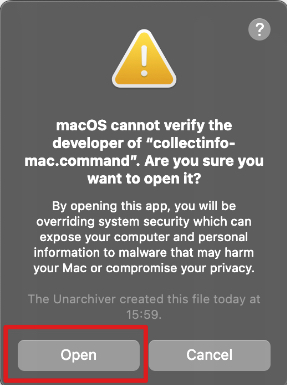 ?
macOS cannot verify the
developer of “collectinfo-
mac.command”. Are you sure you
want to open it?
By opening this app, you will be
overriding system security which can
expose your computer and personal
information to malware that may harm
your Mac or compromise your privacy.
The Unarchiver created this file today at
15:59.
Open
Cancel